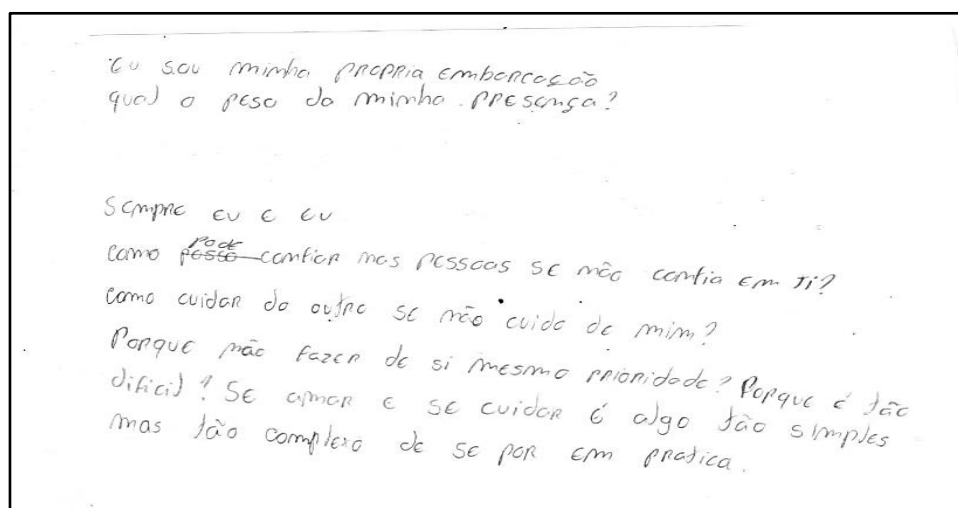 Eu sou minha propria embarcação
qual o peso da minha presença?
Sempre eu e eu
como pode confiar nas pessoas se não confia em ti?
como cuidar do outro se não cuido de mim?
Porque não fazer de si mesmo prioridade? Porque é tão
dificil? Se amar e se cuidar é algo tão simples
mas tão complexo de se por em pratica.